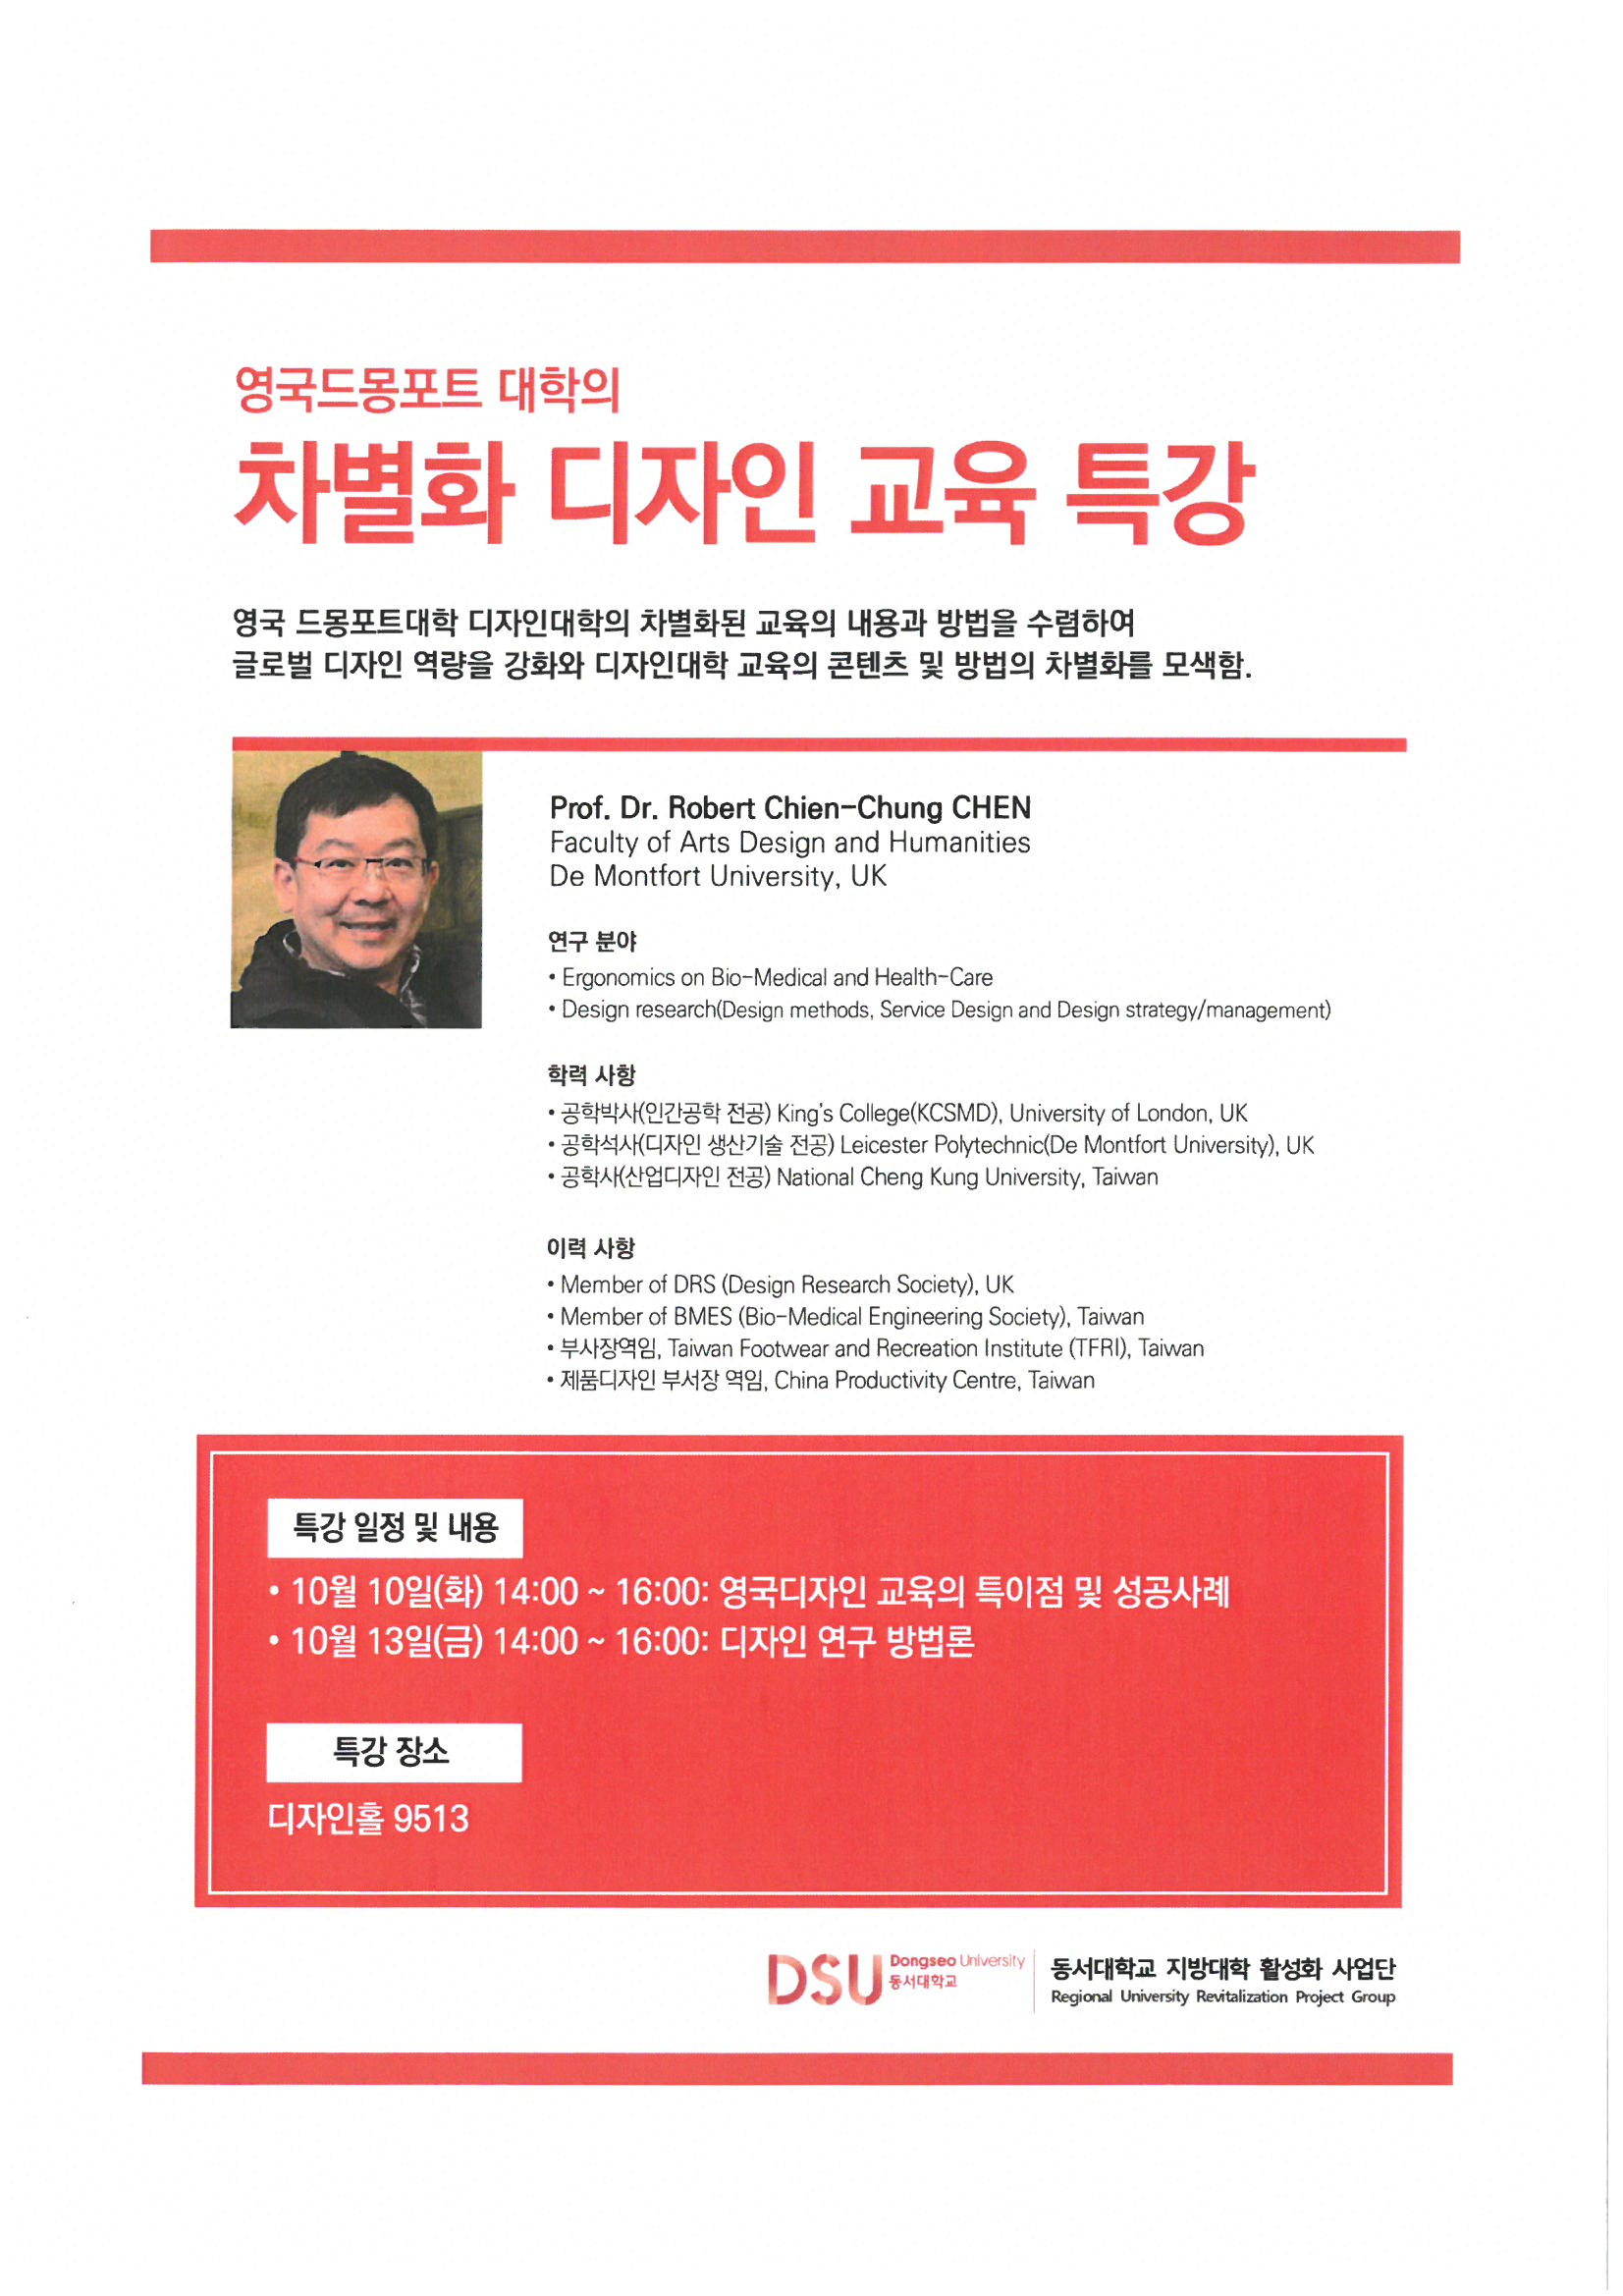 영국드몽포트 대학의
차별화 디자인 교육 특강
영국 드몽포트대학 디자인대학의 차별화된 교육의 내용과 방법을 수렴하여
글로벌 디자인 역량을 강화와 디자인대학 교육의 콘텐츠 및 방법의 차별화를 모색함.
Prof. Dr. Robert Chien-Chung CHEN
Faculty of Arts Design and Humanities
De Montfort University, UK
연구 분야
• Ergonomics on Bio-Medical and Health-Care
• Design research(Design methods, Service Design and Design strategy/management)
학력 사항
• 공학박사(인간공학 전공) King's College(KCSMD), University of London, UK
• 공학석사(디자인 생산기술 전공) Leicester Polytechnic(De Montfort University), UK
• 공학사(산업디자인 전공) National Cheng Kung University, Taiwan
이력 사항
• Member of DRS (Design Research Society), UK
• Member of BMES (Bio-Medical Engineering Society), Taiwan
• 부사장역임, Taiwan Footwear and Recreation Institute (TFRI), Taiwan
• 제품디자인 부서장 역임, China Productivity Centre, Taiwan
특강 일정 및 내용
• 10월 10일(화) 14:00 ~ 16:00: 영국디자인 교육의 특이점 및 성공사례
• 10월 13일(금) 14:00 ~ 16:00: 디자인 연구 방법론
특강 장소
디자인홀 9513
DSU Dongseo University
동서대학교
동서대학교 지방대학 활성화 사업단
Regional University Revitalization Project Group